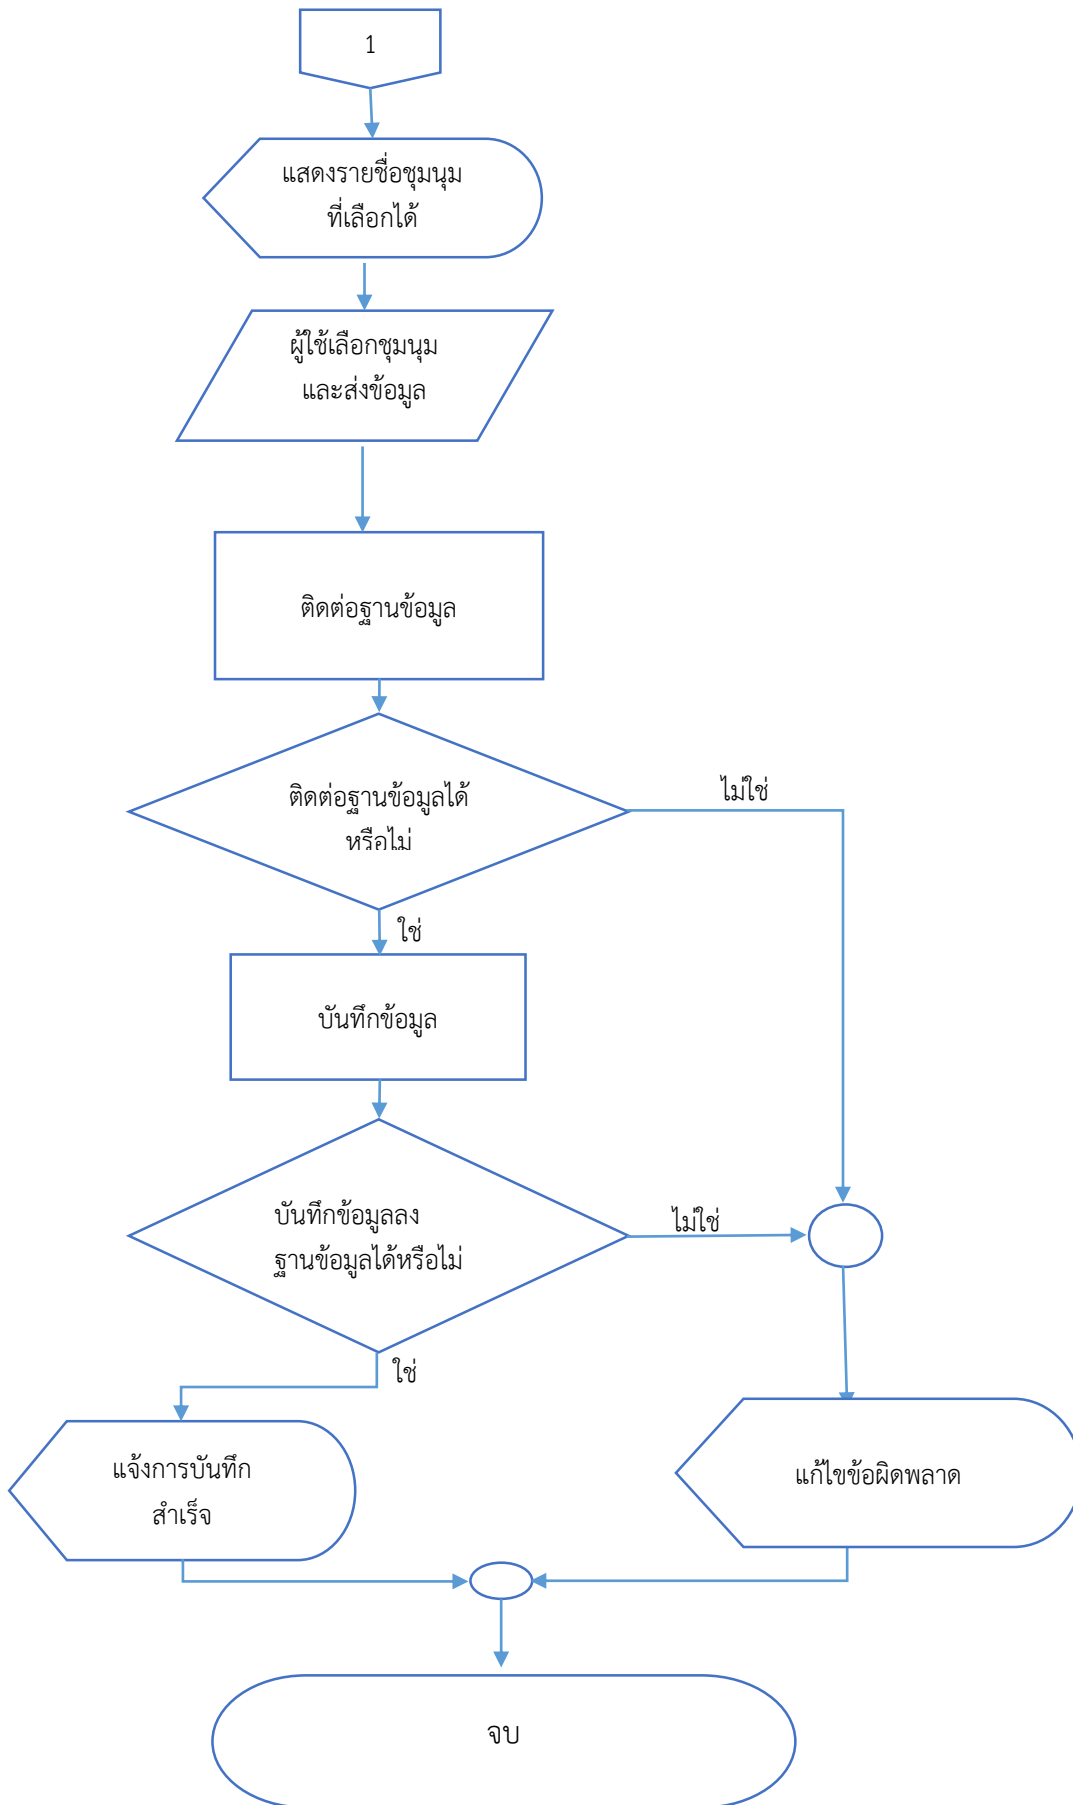 1
แสดงรายชื่อชุมนุม
ที่เลือกได้
ผู้ใช้เลือกชุมนุม
และส่งข้อมูล
ติดต่อฐานข้อมูล
ติดต่อฐานข้อมูลได้
หรือไม่
ไม่ใช่
ใช่
บันทึกข้อมูล
บันทึกข้อมูลลง
ฐานข้อมูลได้หรือไม่
ไม่ใช่
ใช่
แจ้งการบันทึก
สำเร็จ
แก้ไขข้อผิดพลาด
จบ